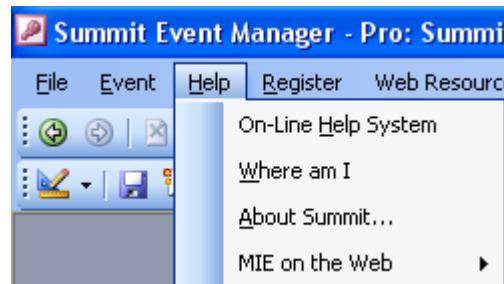 Summit Event Manager - Pro: Summi
File Event Help Register Web Resourc
On-Line Help System
Where am I
About Summit...
MIE on the Web